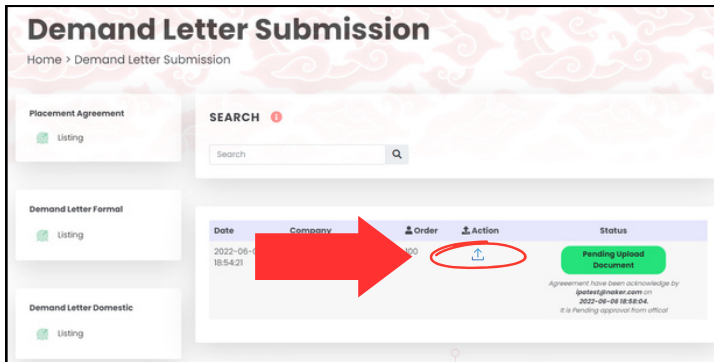 Demand Letter Submission
Home > Demand Letter Submission
Placement Agreement
Listing
SEARCH
Search
Demand Letter Formal
Listing
Date Company Order Action Status
2022-06-0
18:54:21
100
Pending Upload
Document
Agreeement have been acknowledge by
ipatest@naker.com on
2022-06-08 18:58:04.
It is Pending approval from offical
Demand Letter Domestic
Listing